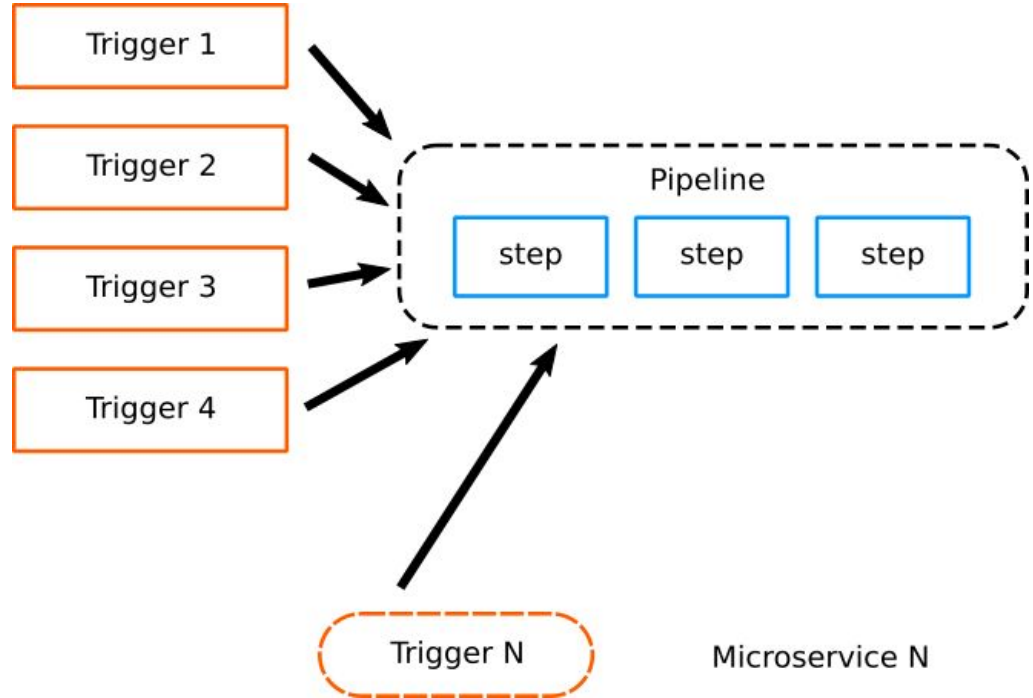 Trigger 1
Trigger 2
Trigger 3
Trigger 4
Pipeline
step step step
Trigger N
Microservice N